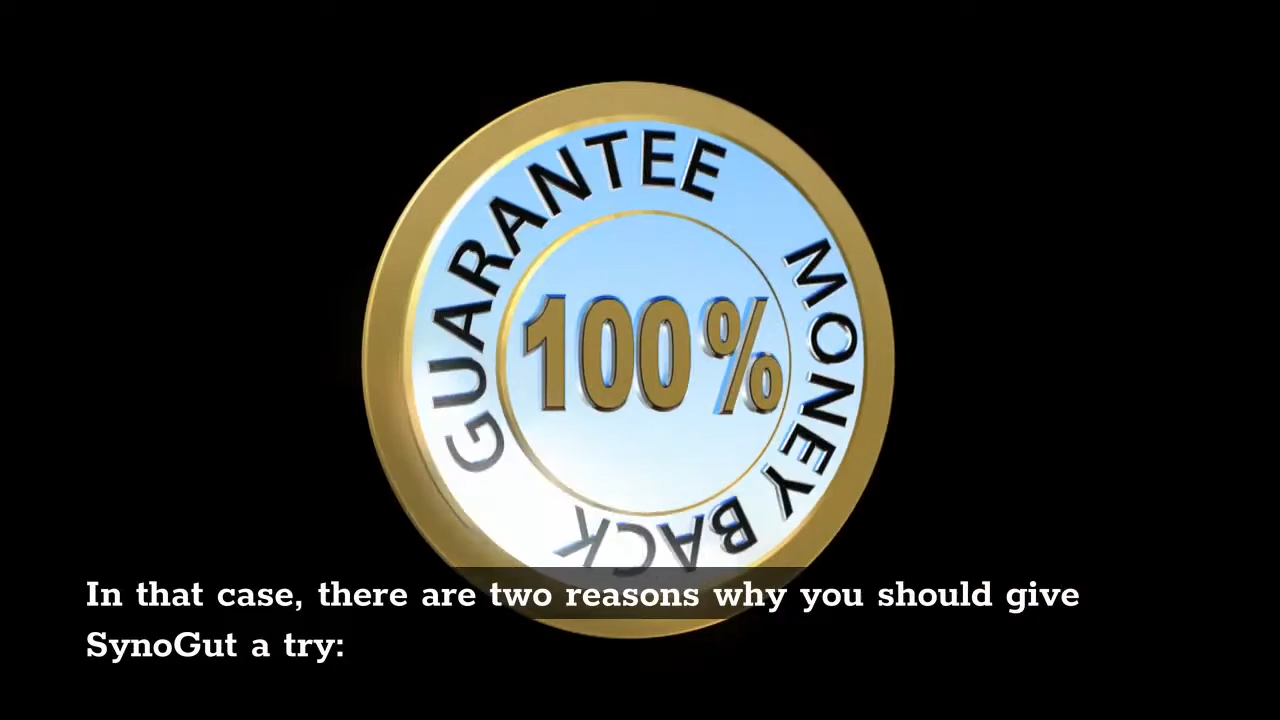 GUARANTEE
MONEY BACK
100%
In that case, there are two reasons why you should give
SynoGut a try: